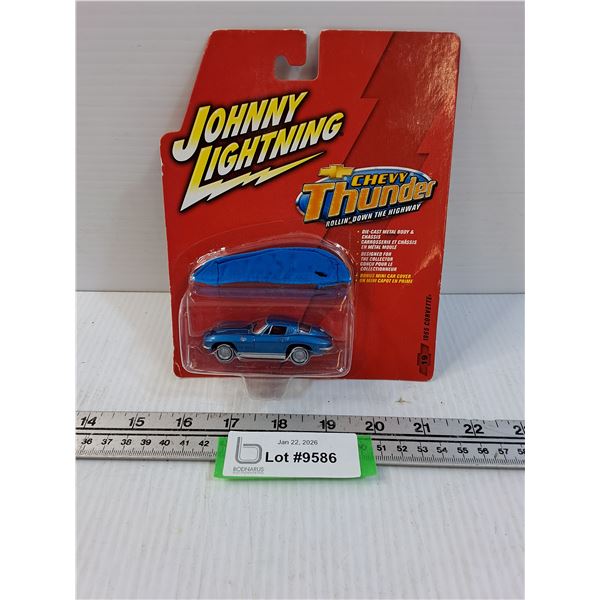 JOHNNY
LIGHTNING
CHEVY
Thunder
ROLLIN' DOWN THE HIGHWAY
• DIE-CAST METAL BODY &
CHASSIS
• CARROSSERIE ET CHÂSSIS
EN MÉTAL MOULÉ
• DESIGNED FOR
THE COLLECTOR
• CONÇU POUR LE
COLLECTIONNEUR
• BONUS MINI CAR COVER
UN MINI CAPOT EN PRIME
19 1965 CORVETTE
14 15 16 17 18 19 20 21 22
36 37 38 39 40 41 42 51 52 53 54 55 56 57 58
Jan 22, 2026
Lot #9586
BODNARUS